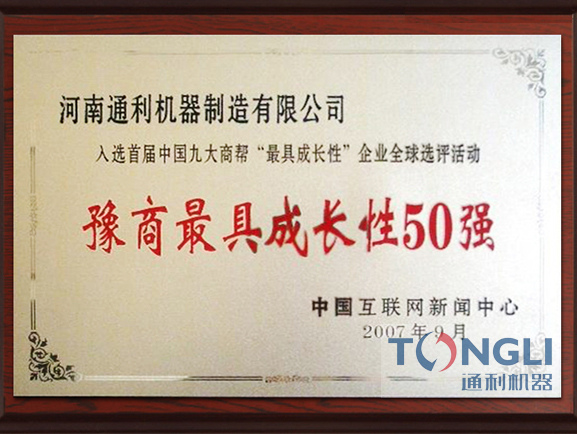 河南通利机器制造有限公司
入选首届中国九大商帮“最具成长性”企业全球选评活动
豫商最具成长性50强
中国互联网新闻中心
2007年9月
TONGLI
通利机器